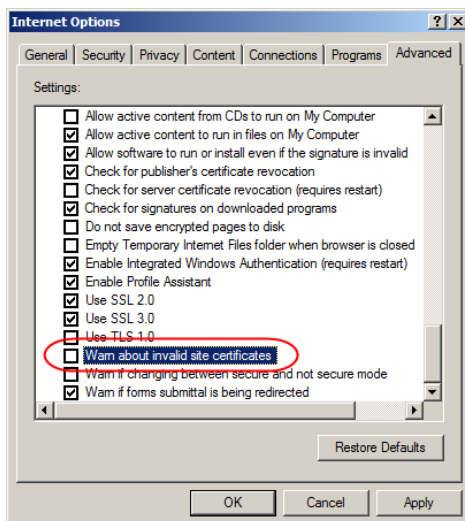 Internet Options
General Security Privacy Content Connections Programs Advanced
Settings:
Allow active content from CDs to run on My Computer
Allow active content to run in files on My Computer
Allow software to run or install even if the signature is invalid
Check for publisher's certificate revocation
Check for server certificate revocation (requires restart)
Check for signatures on downloaded programs
Do not save encrypted pages to disk
Empty Temporary Internet Files folder when browser is closed
Enable Integrated Windows Authentication (requires restart)
Enable Profile Assistant
Use SSL 2.0
Use SSL 3.0
Use TLS 1.0
Warn about invalid site certificates
Warn if changing between secure and not secure mode
Warn if forms submittal is being redirected
Restore Defaults
OK Cancel Apply